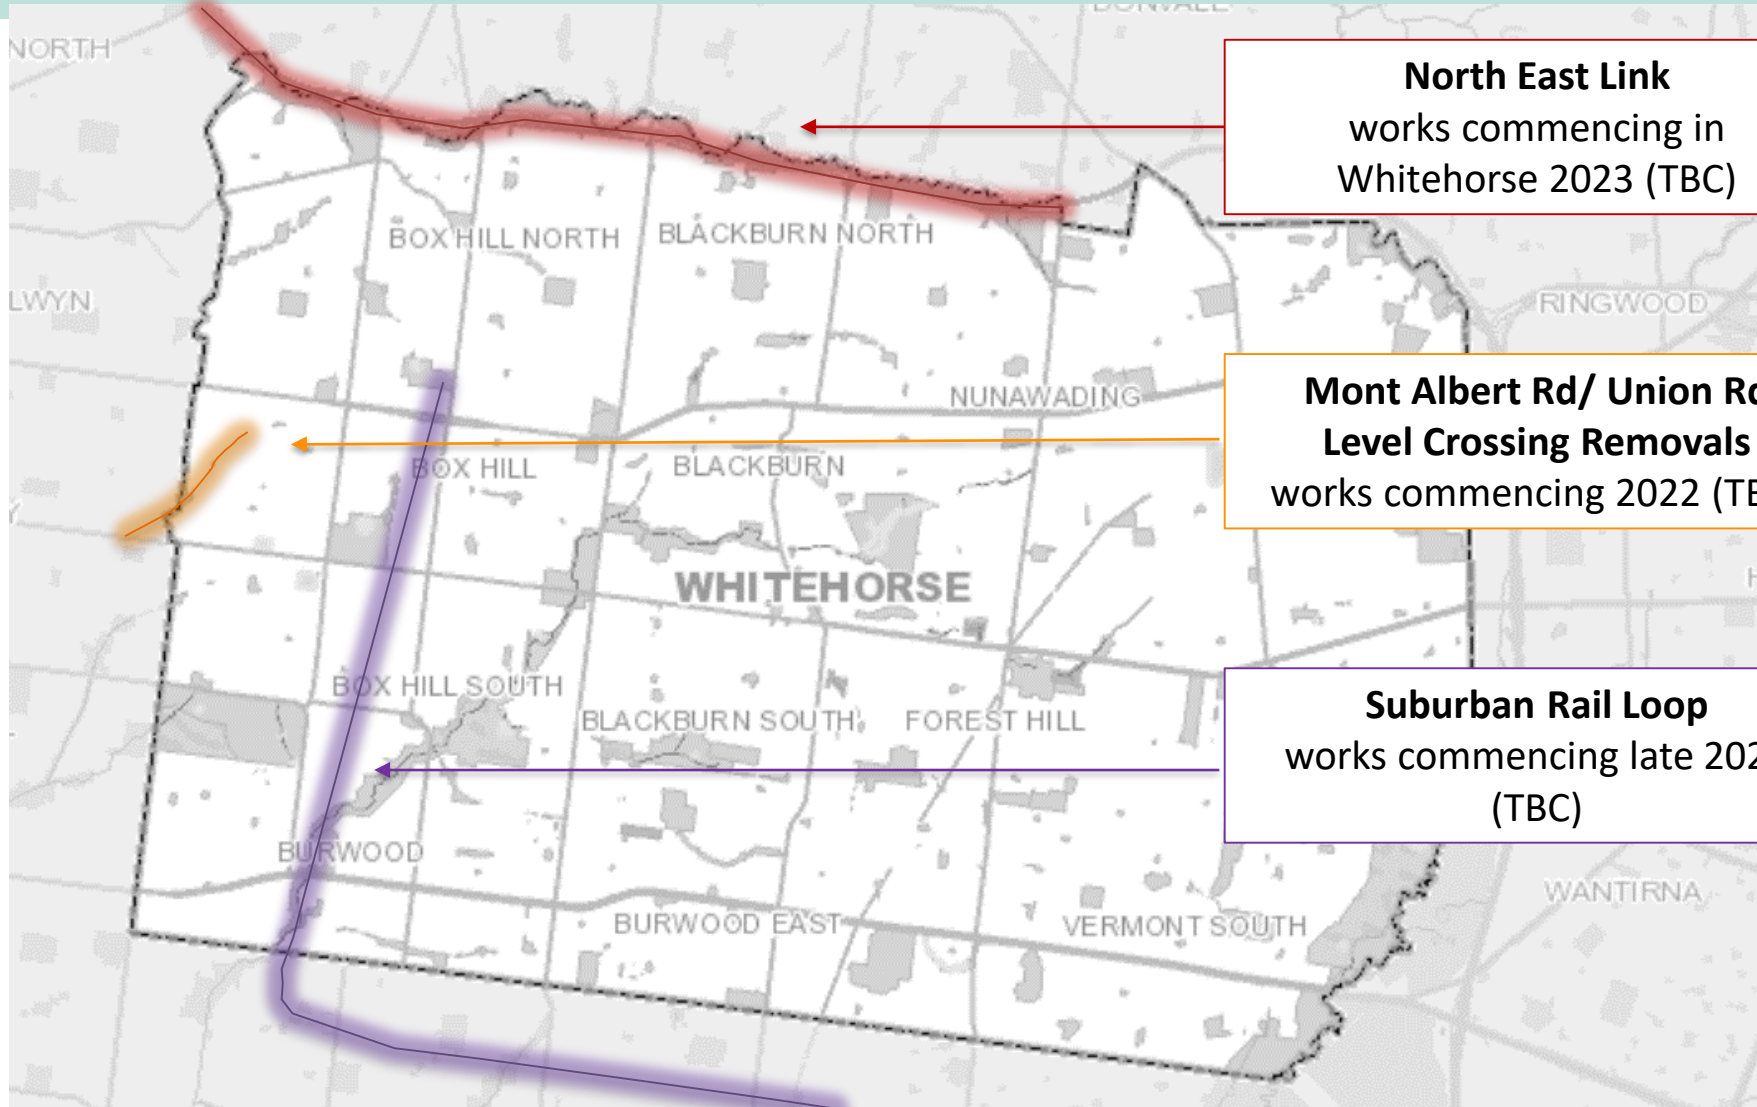 DONVALE
NORTH
North East Link
works commencing in
Whitehorse 2023 (TBC)
BOX HILL NORTH
BLACKBURN NORTH
LWYN
RINGWOOD
Mont Albert Rd/ Union Rd
Level Crossing Removals
works commencing 2022 (TB
NUNAWADING
BOX HILL
BLACKBURN
WHITEHORSE
BOX HILL SOUTH
BLACKBURN SOUTH
FOREST HILL
Suburban Rail Loop
works commencing late 202
(TBC)
BURWOOD
WANTIRNA
BURWOOD EAST
VERMONT SOUTH